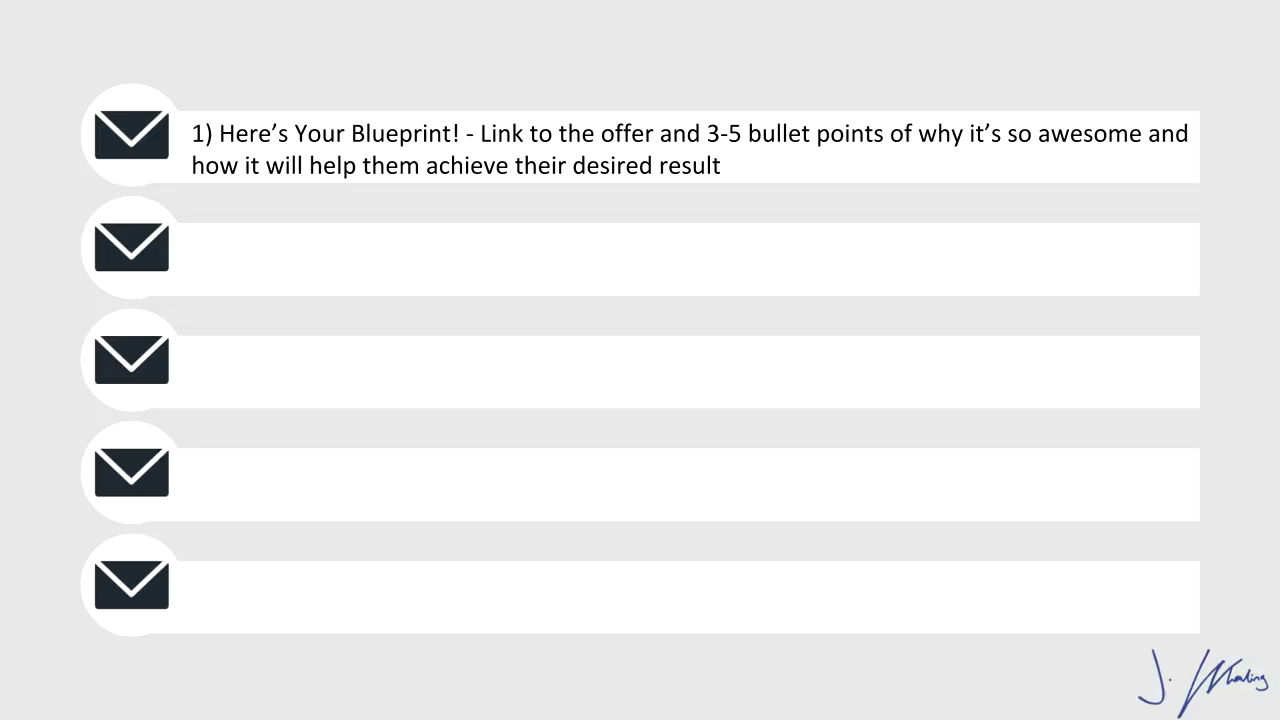 1) Here’s Your Blueprint! - Link to the offer and 3-5 bullet points of why it’s so awesome and
how it will help them achieve their desired result
J.